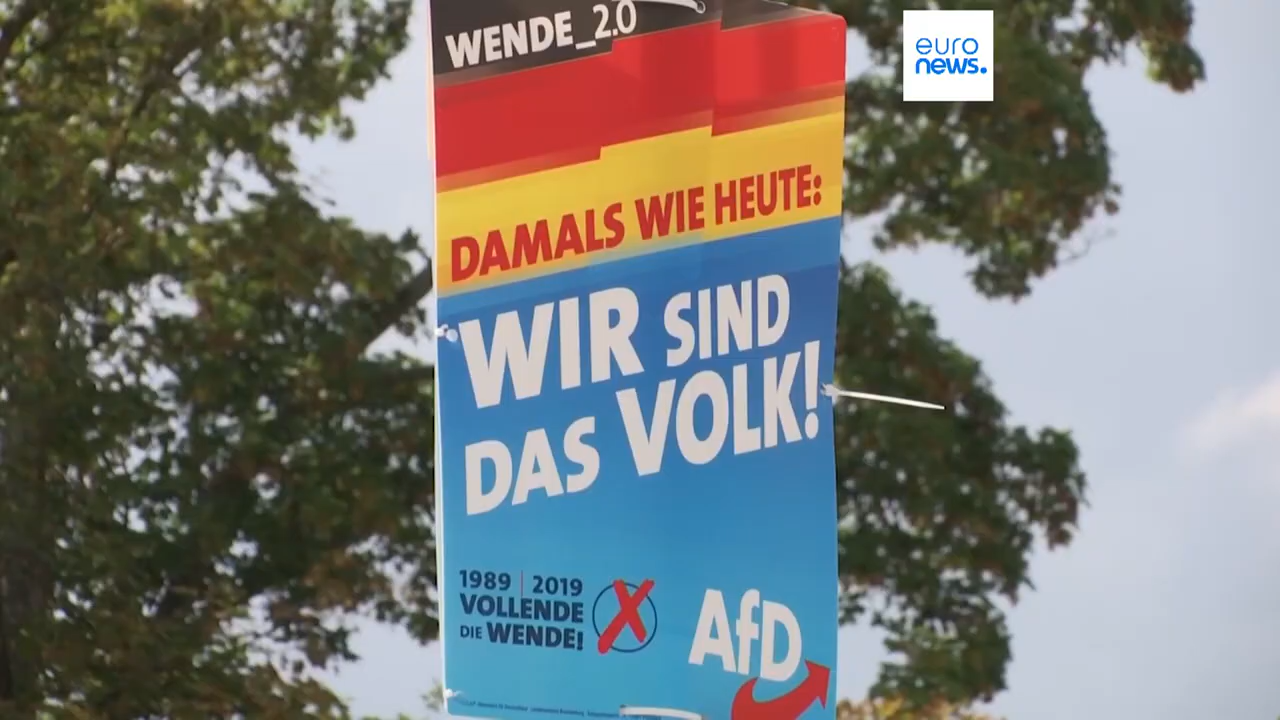 WENDE_2.0
euro
news.
DAMALS WIE HEUTE:
WIR SIND
DAS VOLK!
1989 | 2019
VOLLENDE
DIE WENDE!
AfD